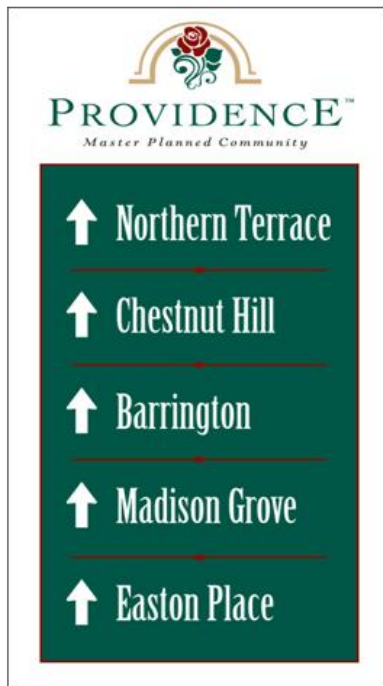 PROVIDENCE™
Master Planned Community
Northern Terrace
Chestnut Hill
Barrington
Madison Grove
Easton Place